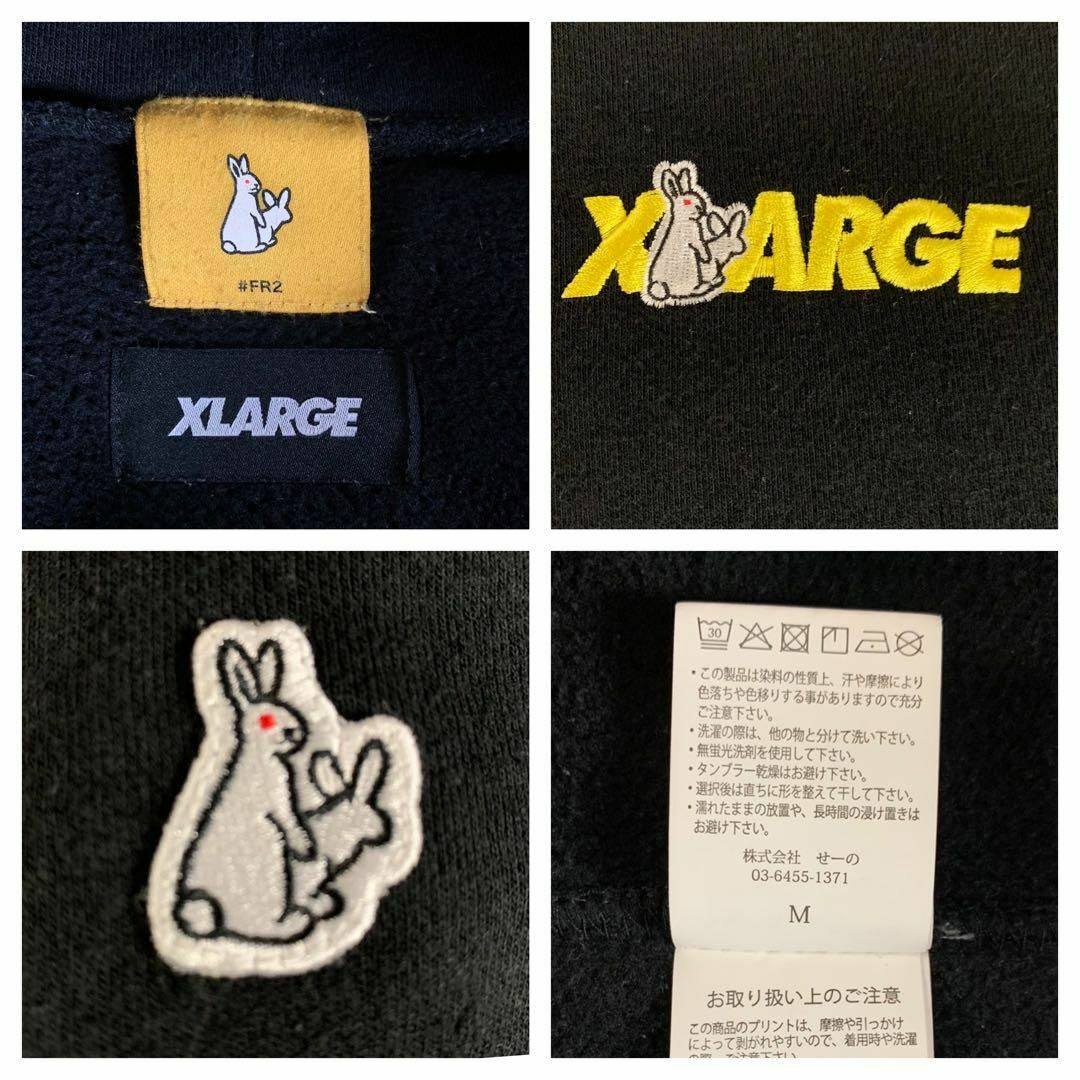 #FR2
XLARGE
XLARGE
30
・この製品は染料の性質上、汗や摩擦により
色落ちや色移りする事がありますので充分
ご注意下さい。
・洗濯の際は、他の物と分けて洗い下さい。
・無蛍光洗剤を使用して下さい。
・タンブラー乾燥はお避け下さい。
・選択後は直ちに形を整えて干して下さい。
・濡れたままの放置や、長時間の浸け置きは
お避け下さい。
株式会社 せーの
03-6455-1371
M
お取り扱い上のご注意
この商品のプリントは、摩擦や引っかけ
によって剥がれやすいので、着用時や洗濯
の際、ご注意下さい